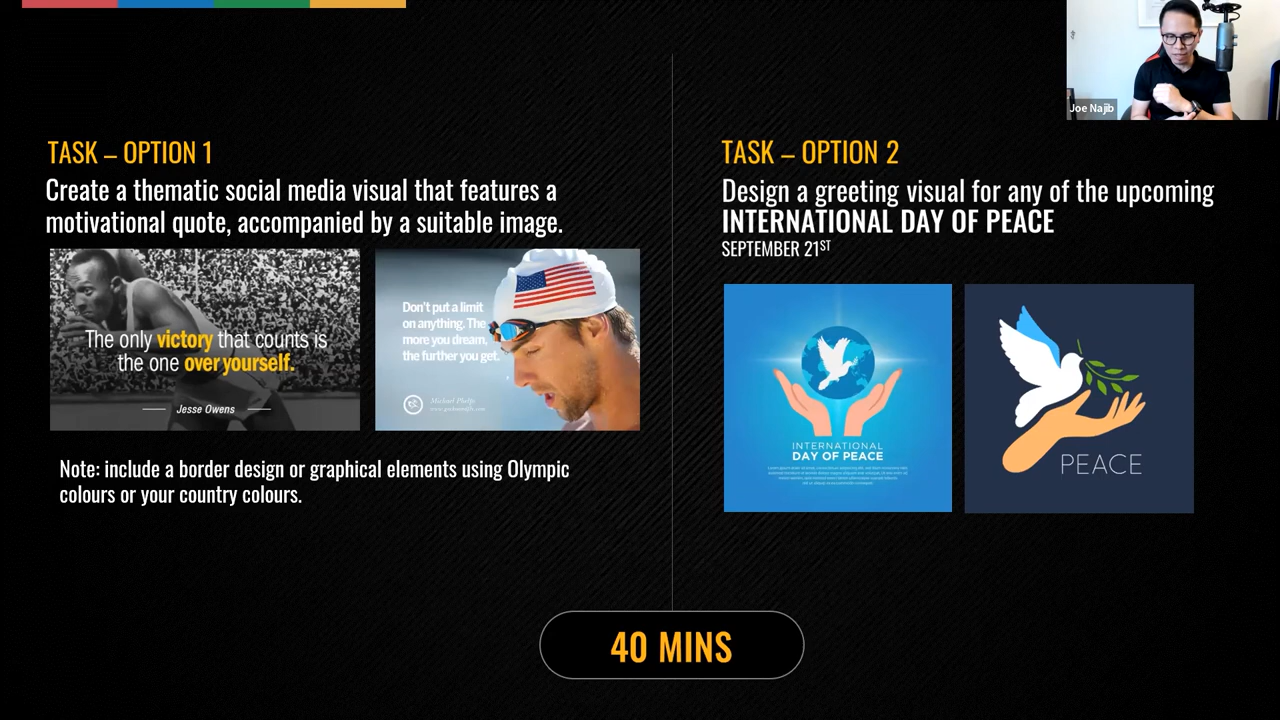 Joe Najib
TASK – OPTION 1
Create a thematic social media visual that features a
motivational quote, accompanied by a suitable image.
The only victory that counts is
the one over yourself.
Jesse Owens
Don't put a limit
on anything. The
more you dream,
the further you get.
Michael Phelps
Note: include a border design or graphical elements using Olympic
colours or your country colours.
TASK – OPTION 2
Design a greeting visual for any of the upcoming
INTERNATIONAL DAY OF PEACE
SEPTEMBER 21ST
INTERNATIONAL
DAY OF PEACE
PEACE
40 MINS